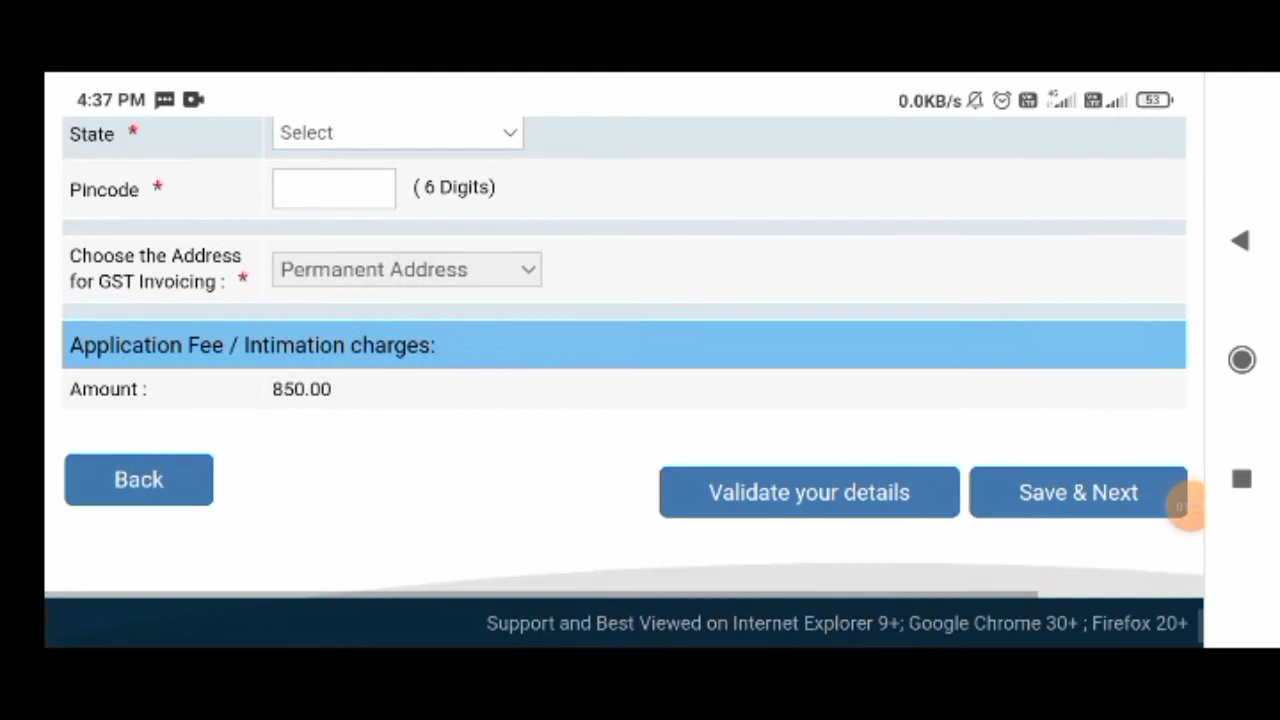 4:37 PM 0.0KB/s 4G 53
State * Select
Pincode * ( 6 Digits)
Choose the Address
for GST Invoicing : * Permanent Address
Application Fee / Intimation charges:
Amount : 850.00
Back Validate your details Save & Next
Support and Best Viewed on Internet Explorer 9+; Google Chrome 30+ ; Firefox 20+